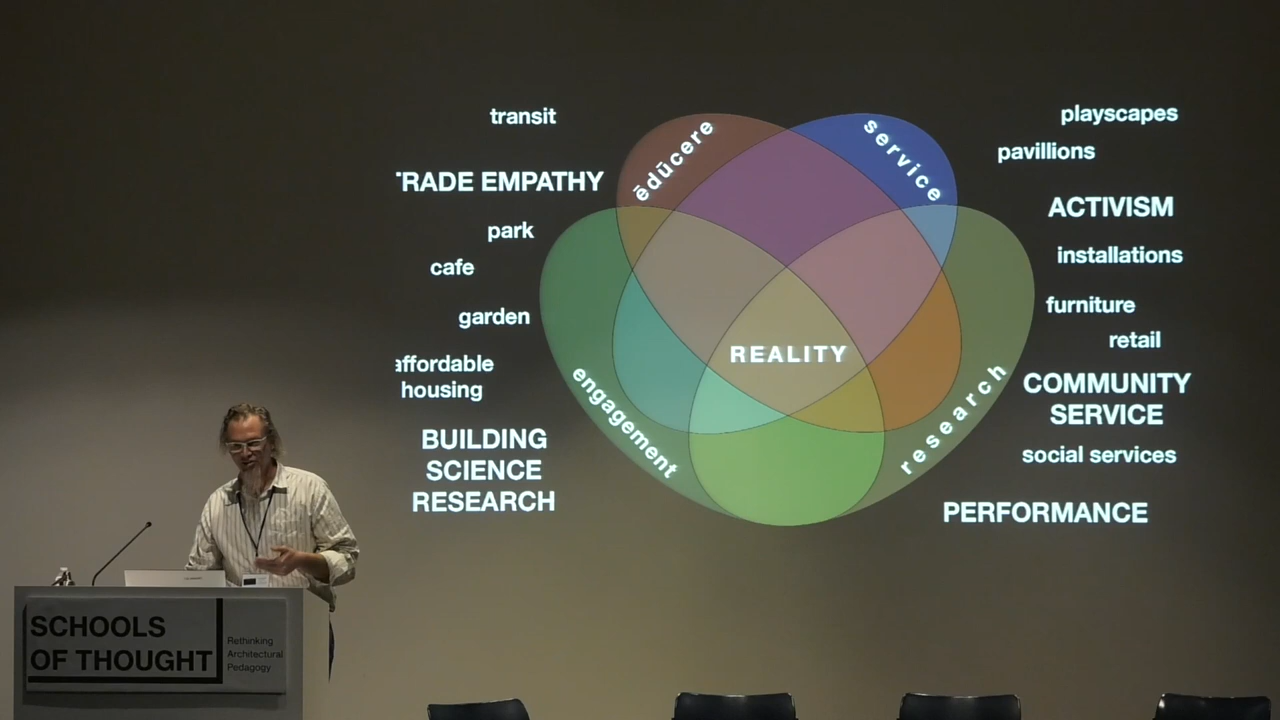 transit
TRADE EMPATHY
park
cafe
garden
affordable
housing
BUILDING
SCIENCE
RESEARCH
ēdūcere
service
engagement
research
REALITY
playscapes
pavillions
ACTIVISM
installations
furniture
retail
COMMUNITY
SERVICE
social services
PERFORMANCE
SCHOOLS
OF THOUGHT
Rethinking
Architectural
Pedagogy